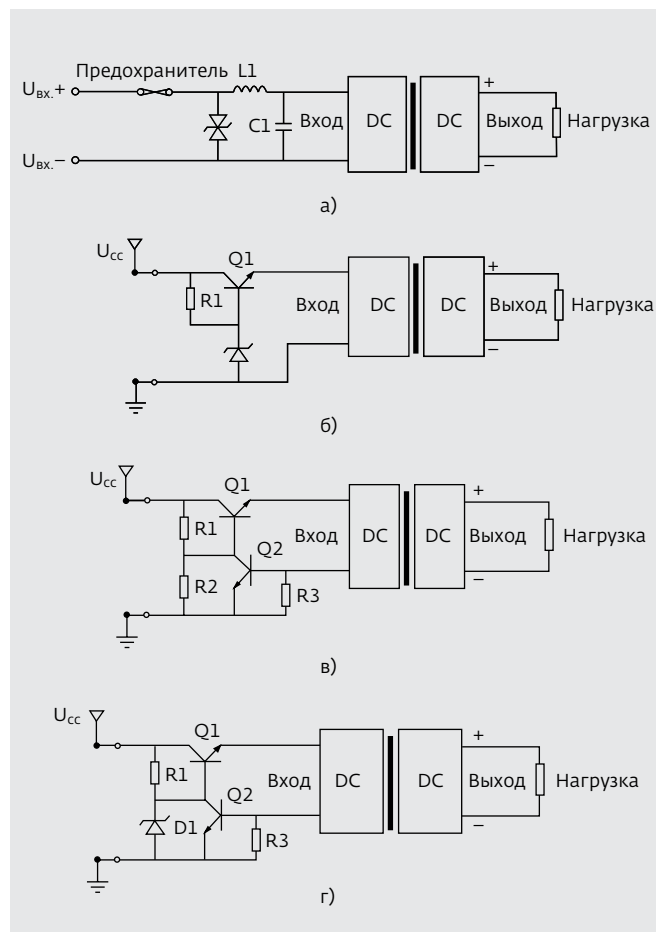 Предохранитель L1
Uвх.+
C1 Вход DC DC + Выход − Нагрузка
Uвх.−
а)
Ucc
Q1
R1 Вход DC DC + Выход − Нагрузка
б)
Ucc
Q1
R1 Q2 Вход DC DC + Выход − Нагрузка
R2 R3
в)
Ucc
Q1
R1 Q2 Вход DC DC + Выход − Нагрузка
D1 R3
г)